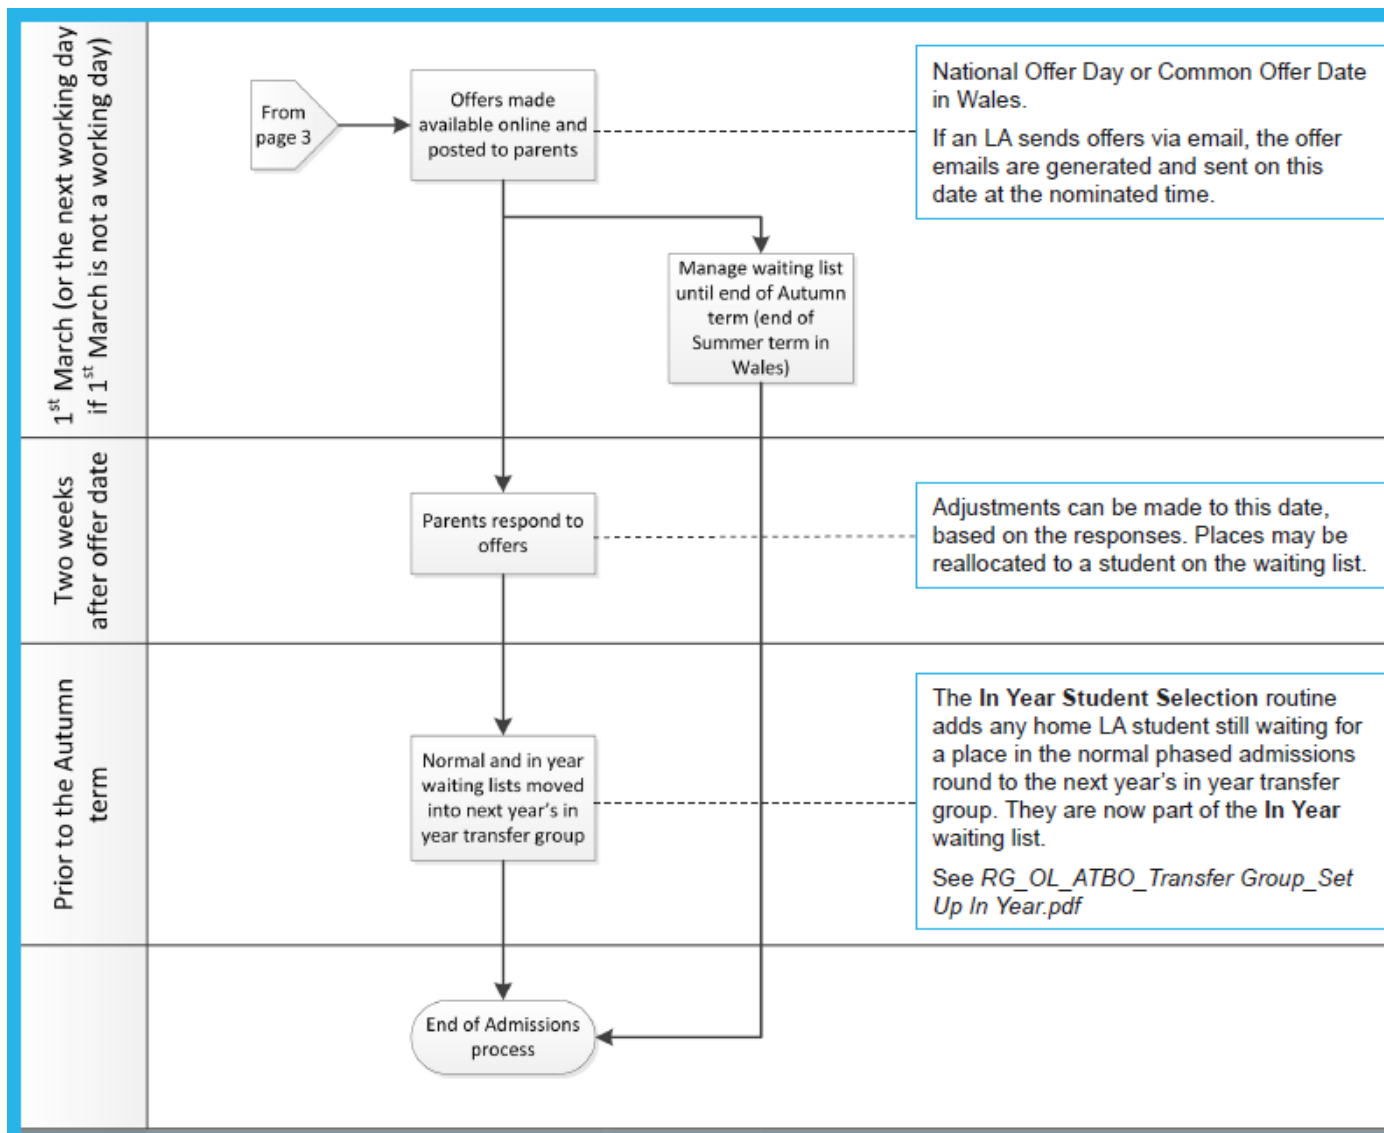 1st March (or the next working day
if 1st March is not a working day)
From
page 3
Offers made
available online and
posted to parents
National Offer Day or Common Offer Date
in Wales.
If an LA sends offers via email, the offer
emails are generated and sent on this
date at the nominated time.
Manage waiting list
until end of Autumn
term (end of
Summer term in
Wales)
Two weeks
after offer date
Parents respond to
offers
Adjustments can be made to this date,
based on the responses. Places may be
reallocated to a student on the waiting list.
Prior to the Autumn
term
Normal and in year
waiting lists moved
into next year's in
year transfer group
The In Year Student Selection routine
adds any home LA student still waiting for
a place in the normal phased admissions
round to the next year's in year transfer
group. They are now part of the In Year
waiting list.
See RG_OL_ATBO_Transfer Group_Set
Up In Year.pdf
End of Admissions
process